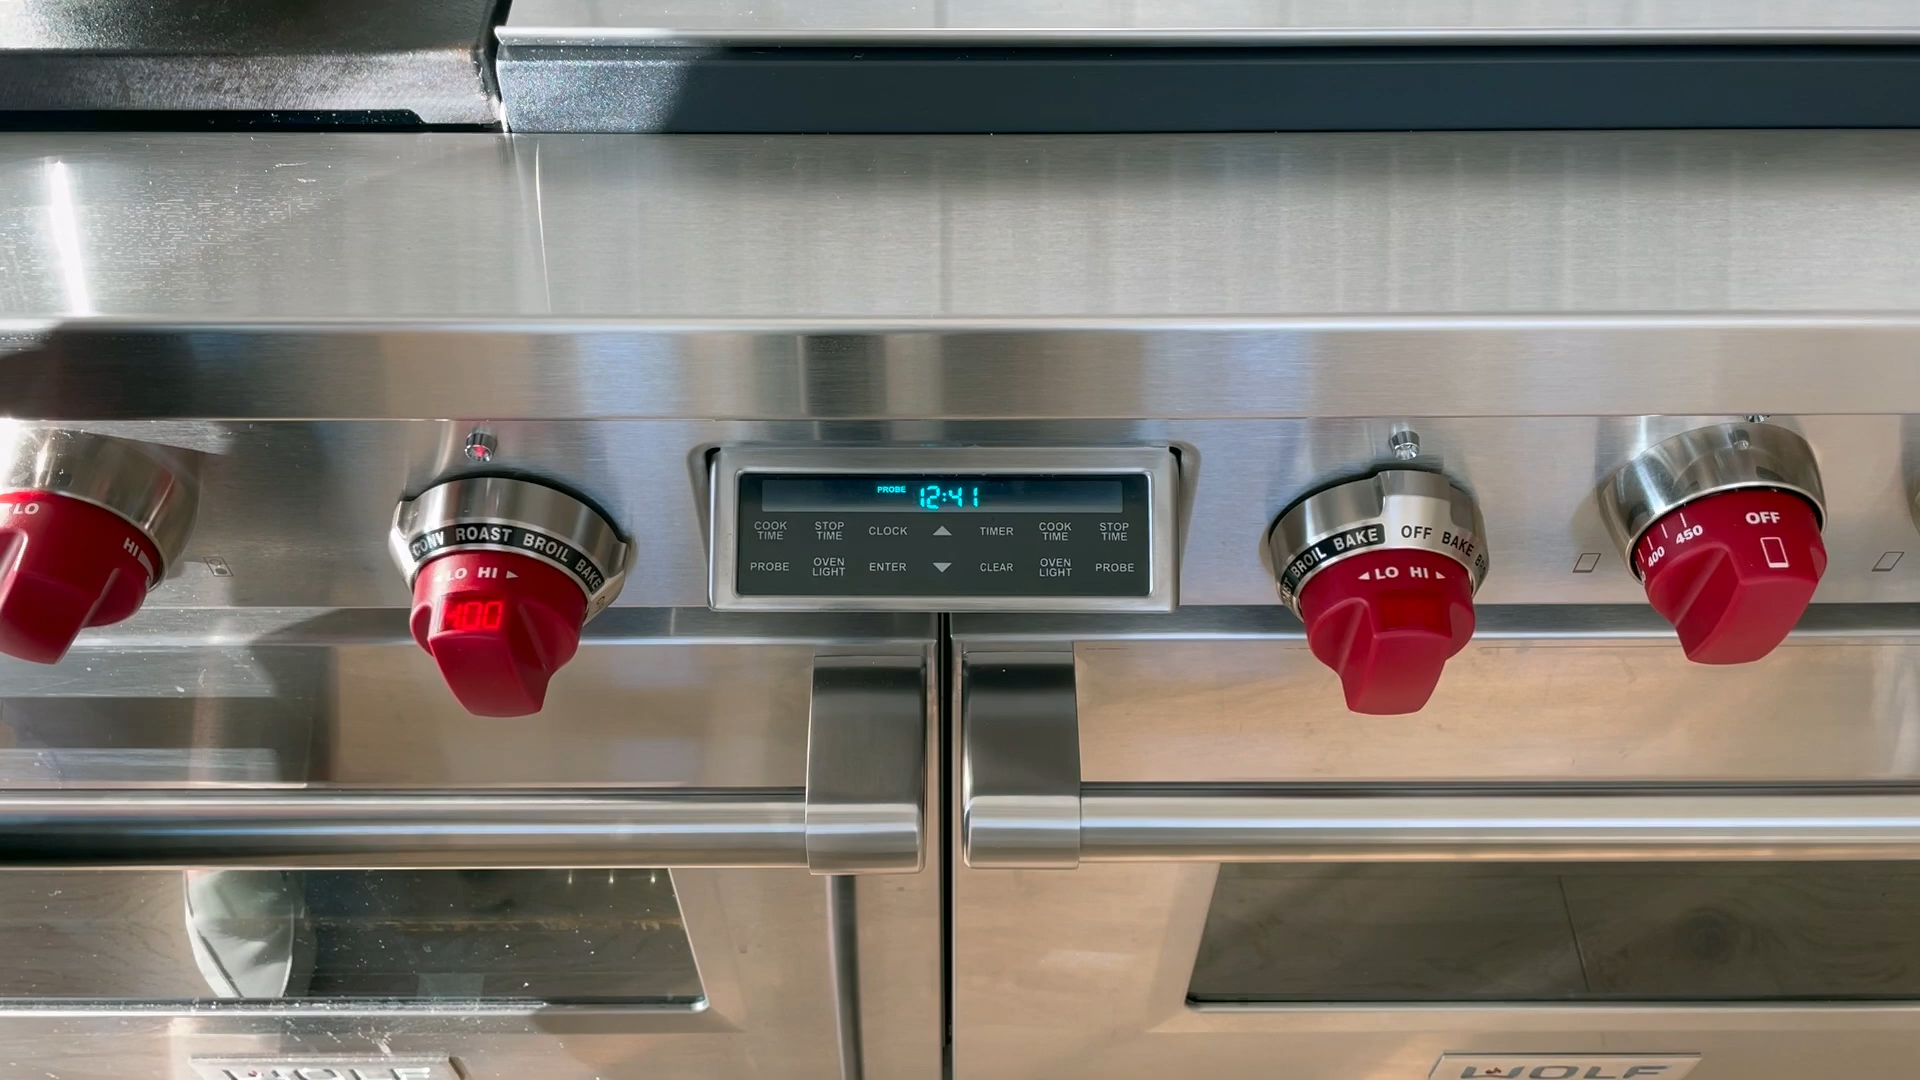 LO
HI
CONV ROAST BROIL BAKE
◄ LO HI ►
400
PROBE 12:41
COOK TIME
STOP TIME
CLOCK
TIMER
COOK TIME
STOP TIME
PROBE
OVEN LIGHT
ENTER
CLEAR
OVEN LIGHT
PROBE
BROIL BAKE OFF BAKE
◄ LO HI ►
400 450 OFF
WOLF
WOLF